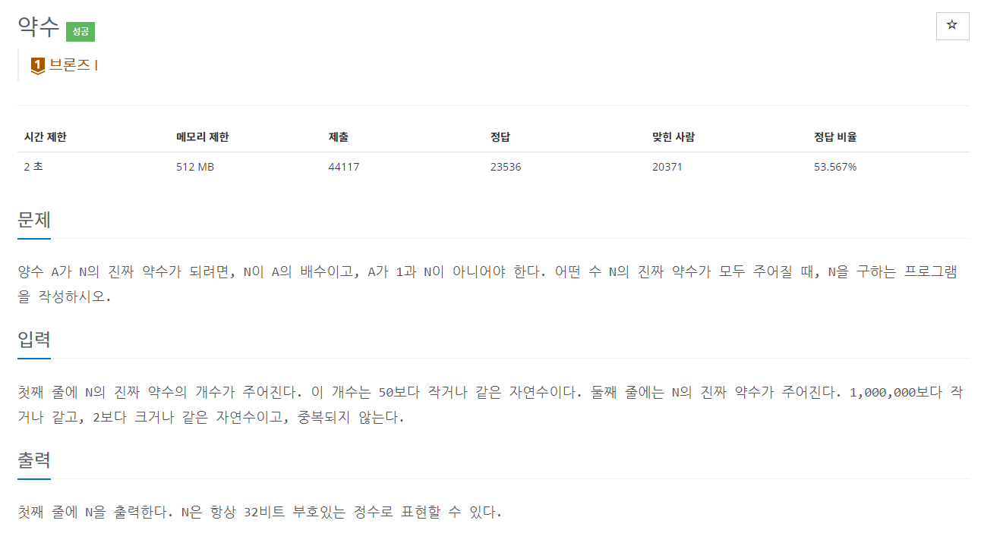 약수 성공
☆
1 브론즈 I
시간 제한 메모리 제한 제출 정답 맞힌 사람 정답 비율
2 초 512 MB 44117 23536 20371 53.567%
문제
양수 A가 N의 진짜 약수가 되려면, N이 A의 배수이고, A가 1과 N이 아니어야 한다. 어떤 수 N의 진짜 약수가 모두 주어질 때, N을 구하는 프로그램
을 작성하시오.
입력
첫째 줄에 N의 진짜 약수의 개수가 주어진다. 이 개수는 50보다 작거나 같은 자연수이다. 둘째 줄에는 N의 진짜 약수가 주어진다. 1,000,000보다 작
거나 같고, 2보다 크거나 같은 자연수이고, 중복되지 않는다.
출력
첫째 줄에 N을 출력한다. N은 항상 32비트 부호있는 정수로 표현할 수 있다.